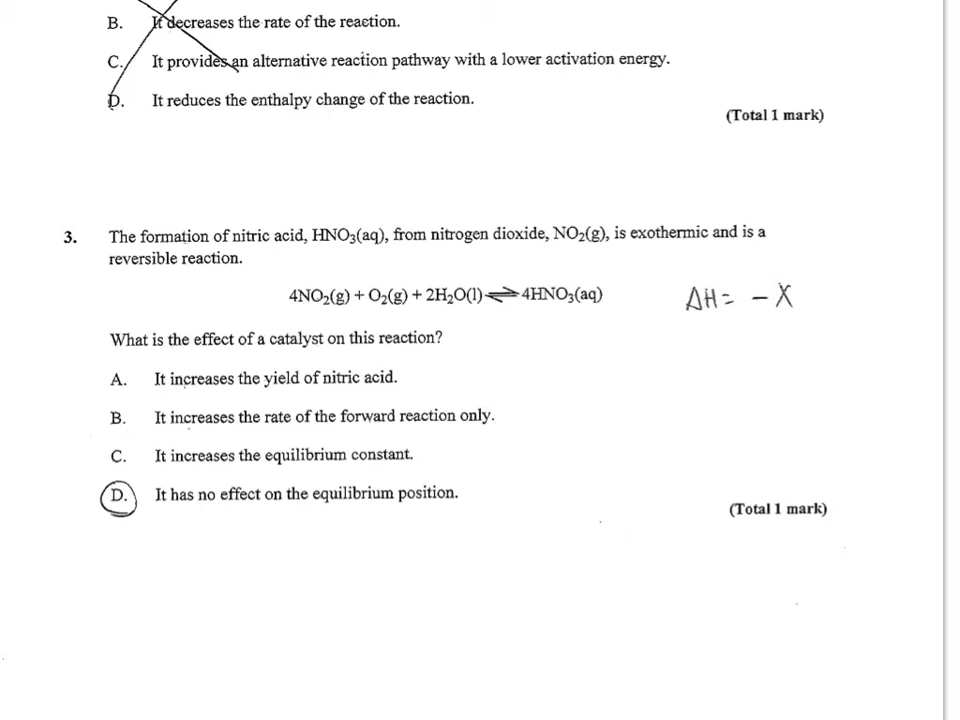 B. It decreases the rate of the reaction.
C. It provides an alternative reaction pathway with a lower activation energy.
D. It reduces the enthalpy change of the reaction.
(Total 1 mark)
3. The formation of nitric acid, HNO₃(aq), from nitrogen dioxide, NO₂(g), is exothermic and is a
reversible reaction.
4NO₂(g) + O₂(g) + 2H₂O(l) ⇌ 4HNO₃(aq) ΔH = – X
What is the effect of a catalyst on this reaction?
A. It increases the yield of nitric acid.
B. It increases the rate of the forward reaction only.
C. It increases the equilibrium constant.
D. It has no effect on the equilibrium position.
(Total 1 mark)